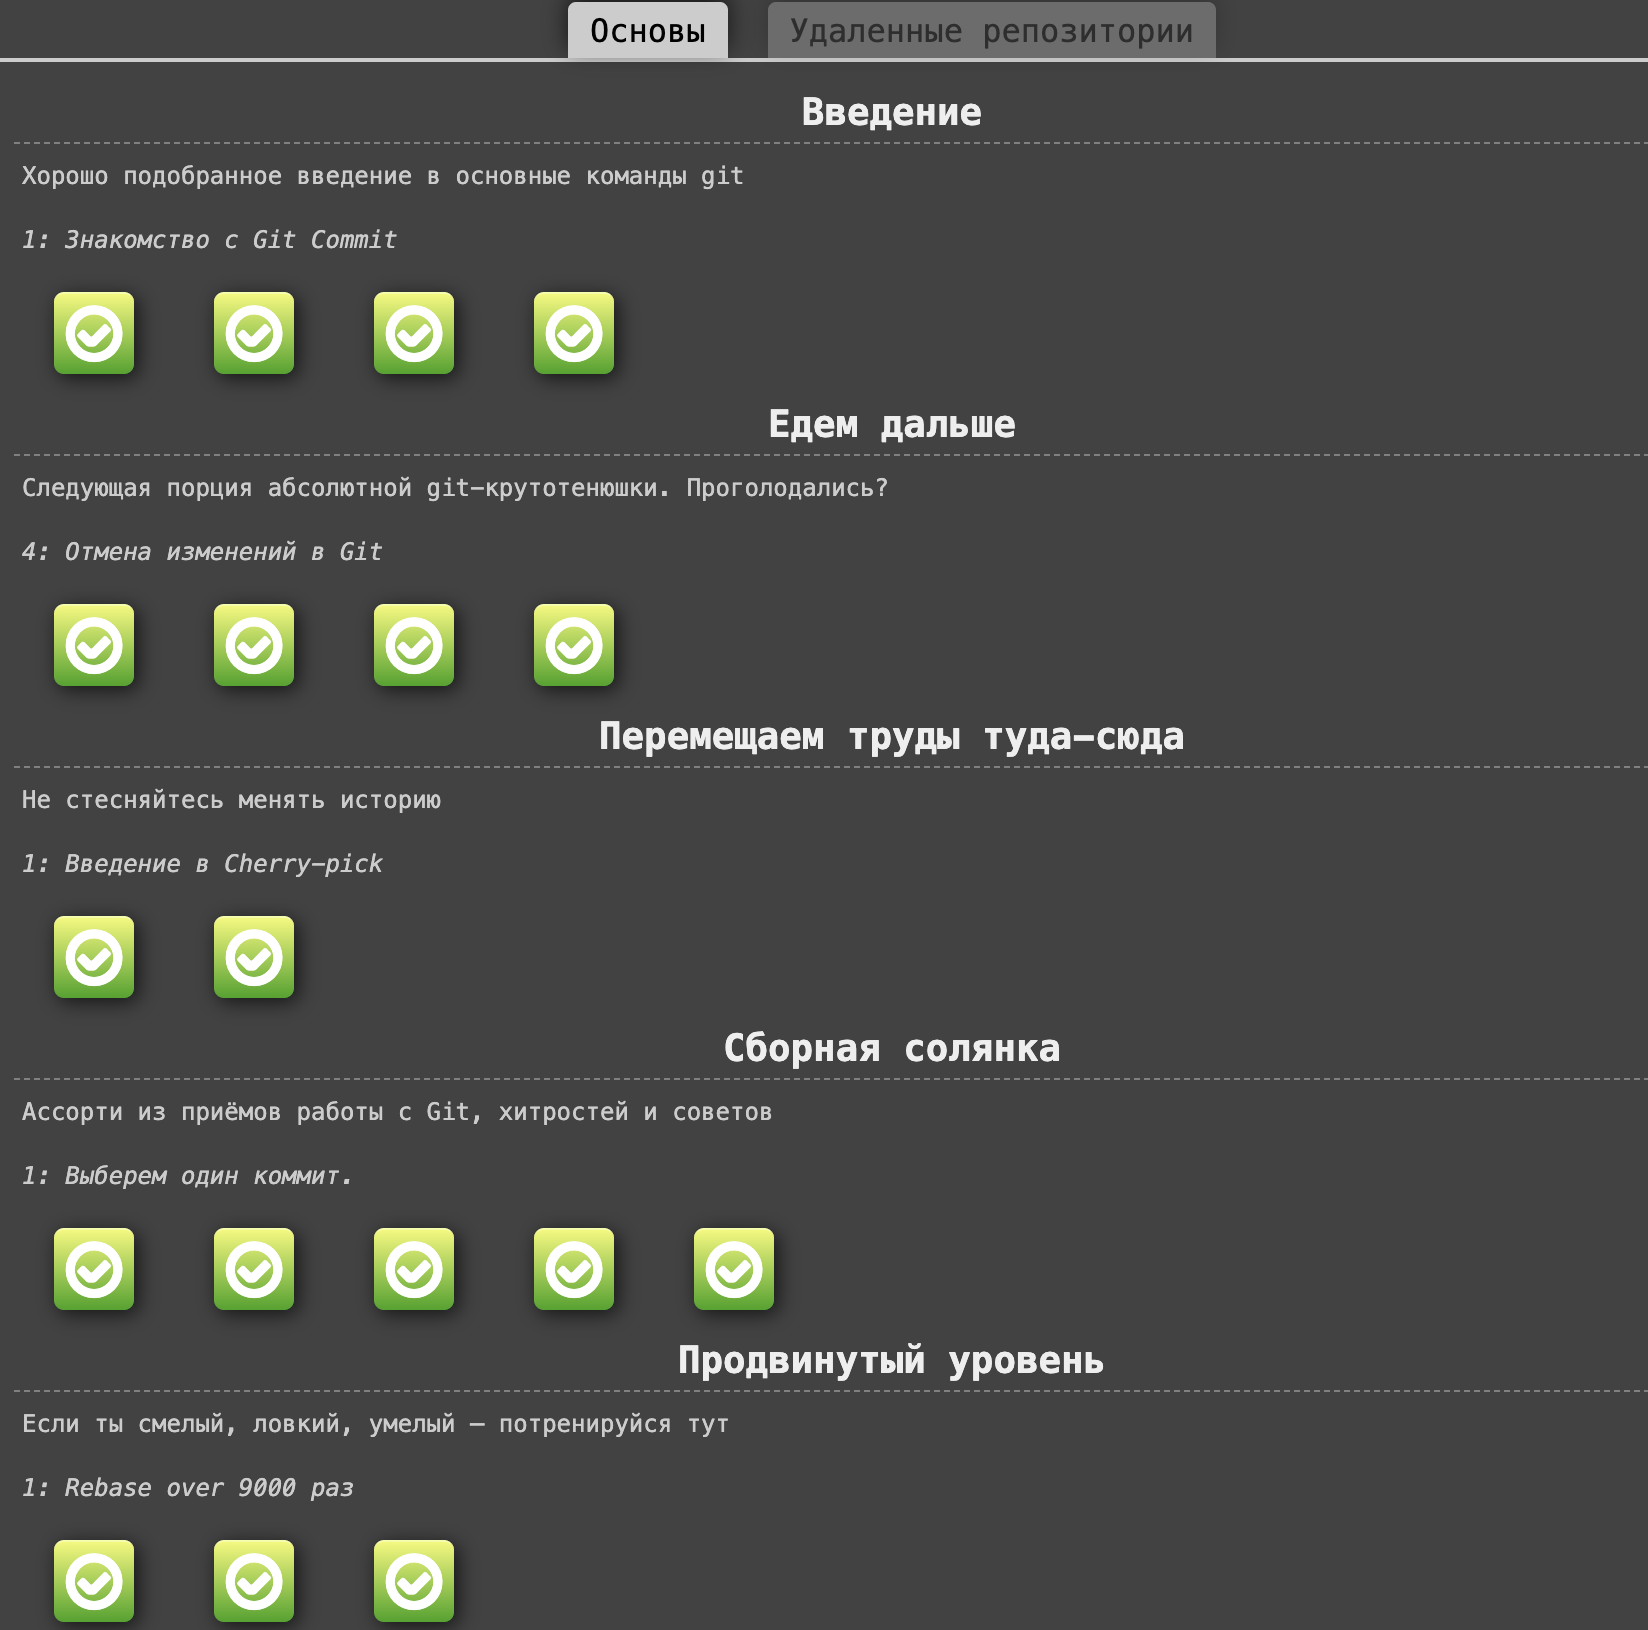 Основы
Удаленные репозитории
Введение
Хорошо подобранное введение в основные команды git
1: Знакомство с Git Commit
Едем дальше
Следующая порция абсолютной git-крутотенюшки. Проголодались?
4: Отмена изменений в Git
Перемещаем труды туда-сюда
Не стесняйтесь менять историю
1: Введение в Cherry-pick
Сборная солянка
Ассорти из приёмов работы с Git, хитростей и советов
1: Выберем один коммит.
Продвинутый уровень
Если ты смелый, ловкий, умелый — потренируйся тут
1: Rebase over 9000 раз